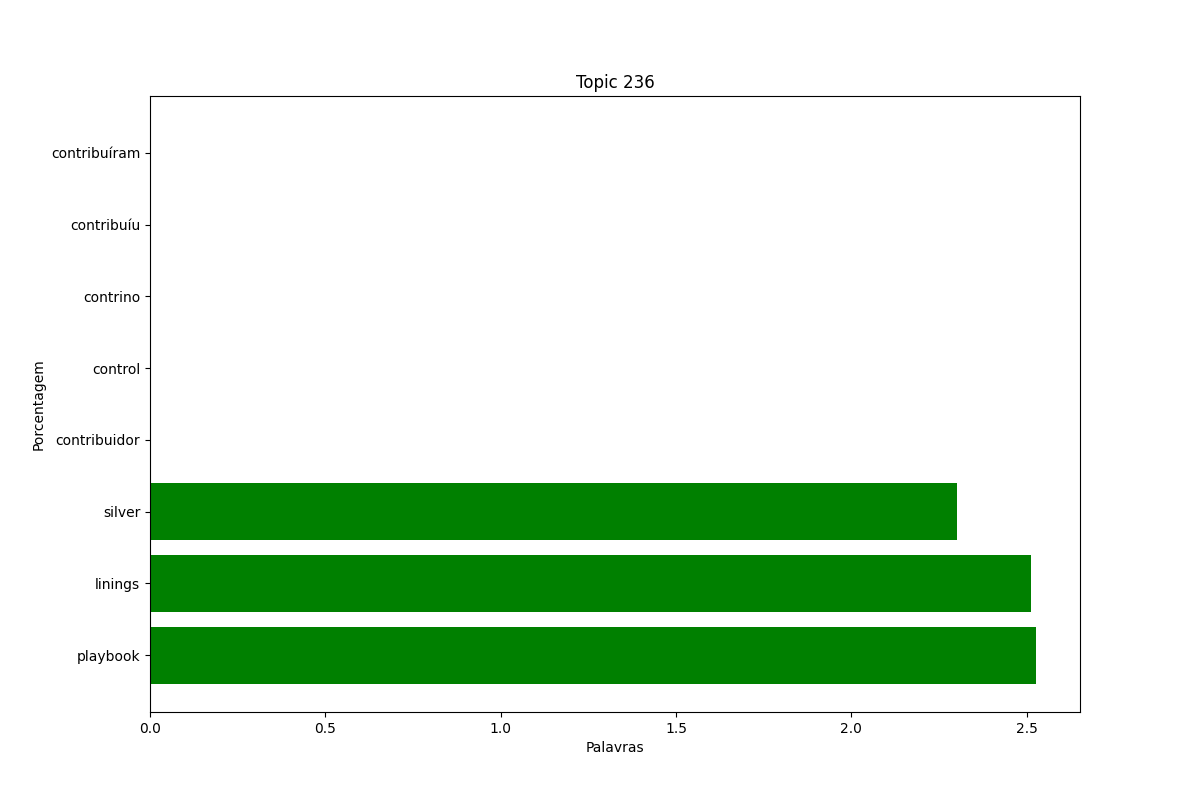 Topic 236
contribuíram
contribuíu
contrino
control
contribuidor
silver
linings
playbook
Porcentagem
0.0 0.5 1.0 1.5 2.0 2.5
Palavras